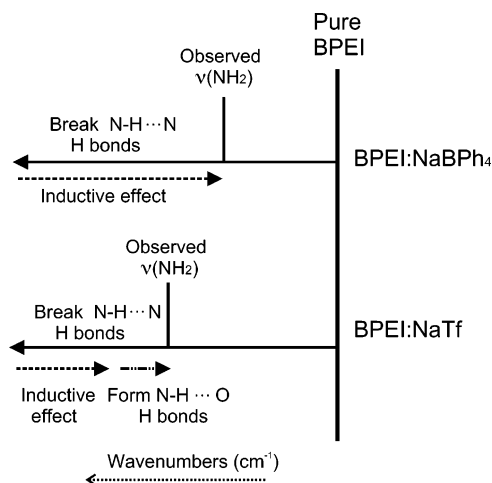 Pure
BPEI
Observed
ν(NH₂)
Break N-H···N
H bonds
BPEI:NaBPh₄
Inductive effect
Observed
ν(NH₂)
Break N-H···N
H bonds
BPEI:NaTf
Inductive
effect
Form N-H ··· O
H bonds
Wavenumbers (cm⁻¹)